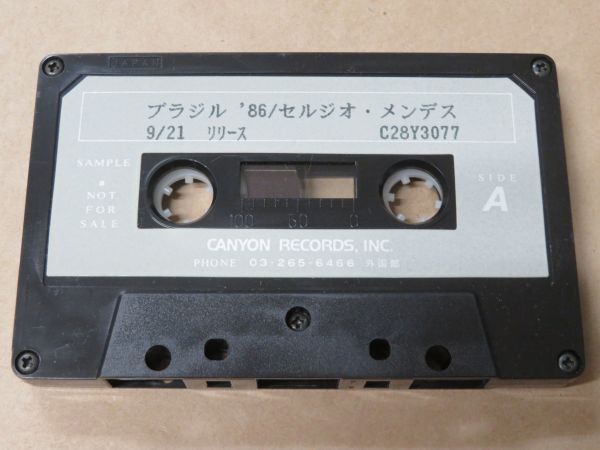 JAPAN
ブラジル '86/セルジオ・メンデス
9/21 リリース C28Y3077
SAMPLE
NOT
FOR
SALE
SIDE
A
100 50 0
CANYON RECORDS, INC.
PHONE 03-265-6466 外国部